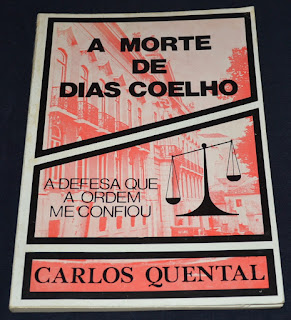 A MORTE
DE
DIAS COELHO
A DEFESA QUE
A ORDEM
ME CONFIOU
CARLOS QUENTAL